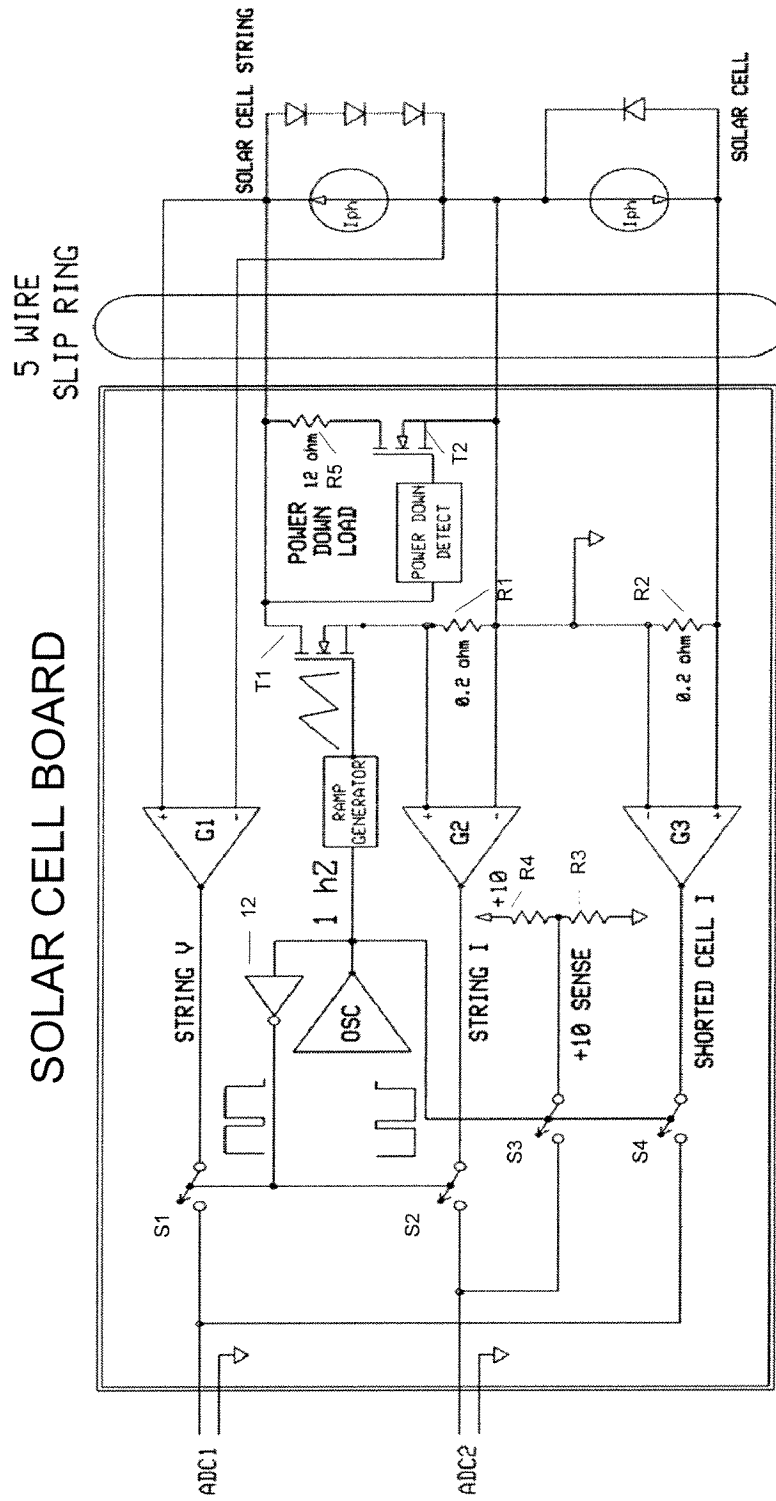 SOLAR CELL BOARD
5 WIRE
SLIP RING
SOLAR CELL STRING
Iph
SOLAR CELL
Iph
G1
+
-
STRING V
S1
ADC1
12
OSC
1 hZ
RAMP
GENERATOR
T1
POWER
DOWN
LOAD
12 ohm
R5
POWER DOWN
DETECT
T2
G2
+
-
STRING I
S2
ADC2
0.2 ohm
R1
+10
R4
R3
+10 SENSE
S3
G3
-
+
SHORTED CELL I
S4
0.2 ohm
R2